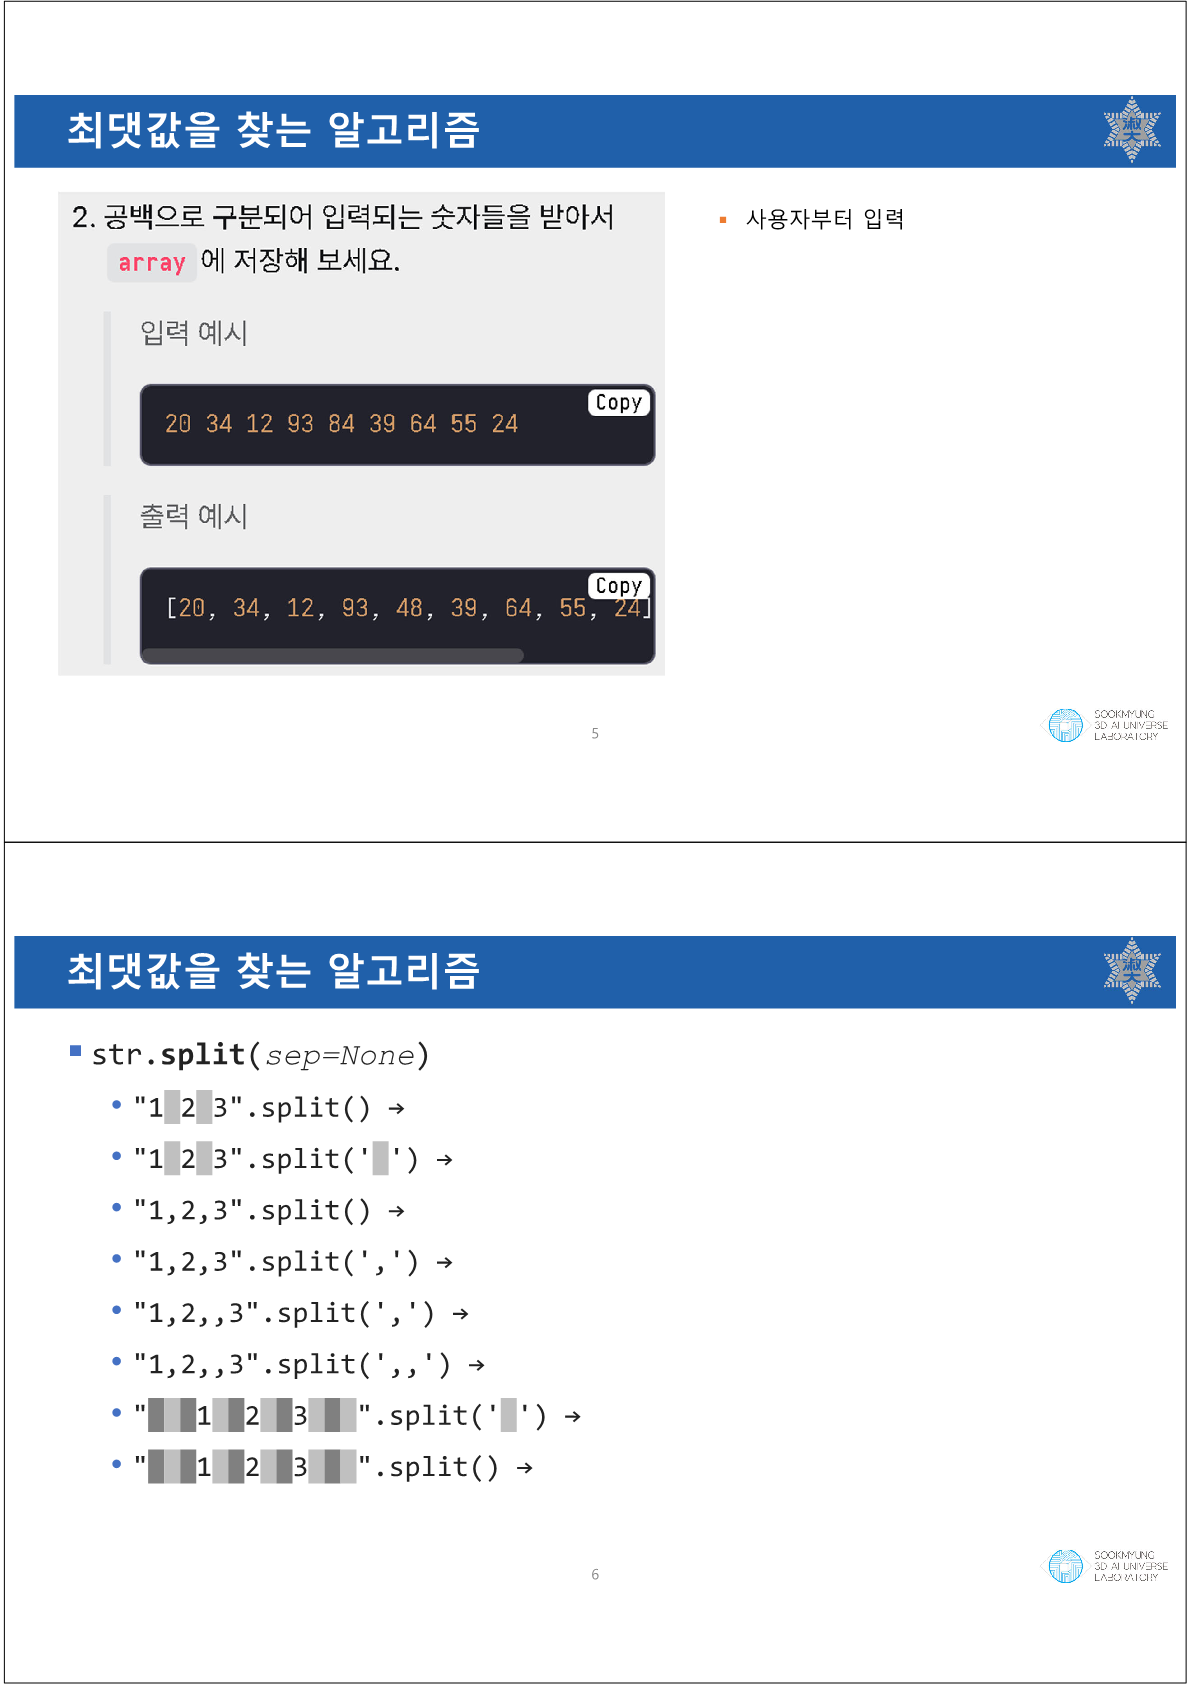 최댓값을 찾는 알고리즘
2. 공백으로 구분되어 입력되는 숫자들을 받아서
array 에 저장해 보세요.
입력 예시
Copy
20 34 12 93 84 39 64 55 24
출력 예시
Copy
[20, 34, 12, 93, 48, 39, 64, 55, 24]
▪ 사용자부터 입력
5
SOOKMYUNG
3D AI UNIVERSE
LABORATORY
최댓값을 찾는 알고리즘
▪ str.split(sep=None)
• "1 2 3".split() →
• "1 2 3".split(' ') →
• "1,2,3".split() →
• "1,2,3".split(',') →
• "1,2,,3".split(',') →
• "1,2,,3".split(',,') →
• "   1  2  3   ".split(' ') →
• "   1  2  3   ".split() →
6
SOOKMYUNG
3D AI UNIVERSE
LABORATORY